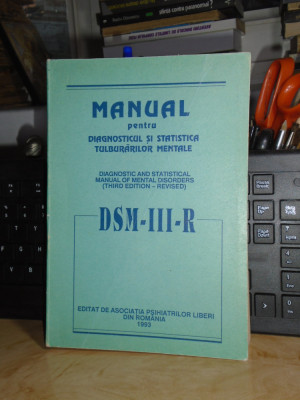 MANUAL
pentru
DIAGNOSTICUL ŞI STATISTICA
TULBURĂRILOR MENTALE
DIAGNOSTIC AND STATISTICAL
MANUAL OF MENTAL DISORDERS
(THIRD EDITION - REVISED)
DSM-III-R
EDITAT DE ASOCIAŢIA PSIHIATRILOR LIBERI
DIN ROMÂNIA
1993